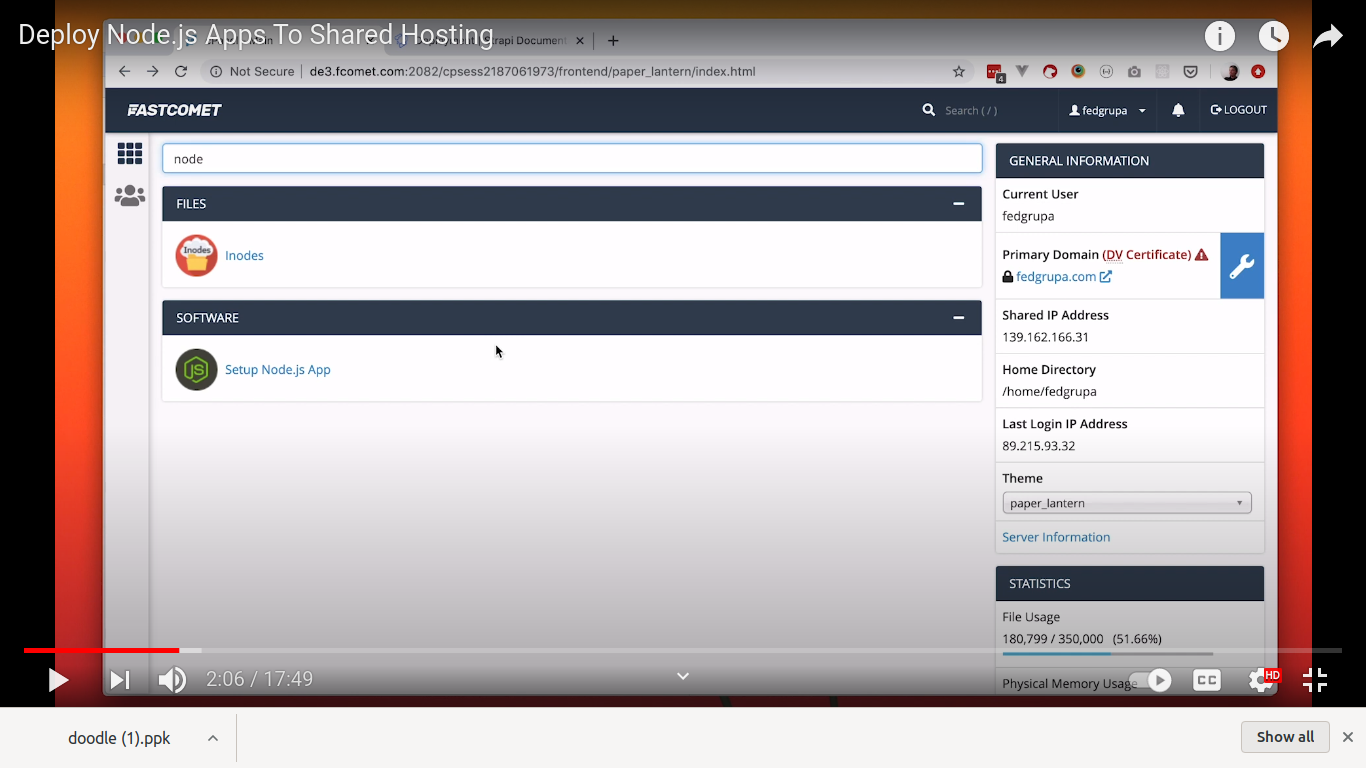 Deploy Node.js Apps To Shared Hosting
Not Secure | de3.fcomet.com:2082/cpsess2187061973/frontend/paper_lantern/index.html
4
FASTCOMET
Search ( / )
fedgrupa
LOGOUT
node
FILES
Inodes
Inodes
SOFTWARE
JS
Setup Node.js App
GENERAL INFORMATION
Current User
fedgrupa
Primary Domain (DV Certificate)
fedgrupa.com
Shared IP Address
139.162.166.31
Home Directory
/home/fedgrupa
Last Login IP Address
89.215.93.32
Theme
paper_lantern
Server Information
STATISTICS
File Usage
180,799 / 350,000 (51.66%)
Physical Memory Usage
2:06 / 17:49
CC
HD
doodle (1).ppk
Show all